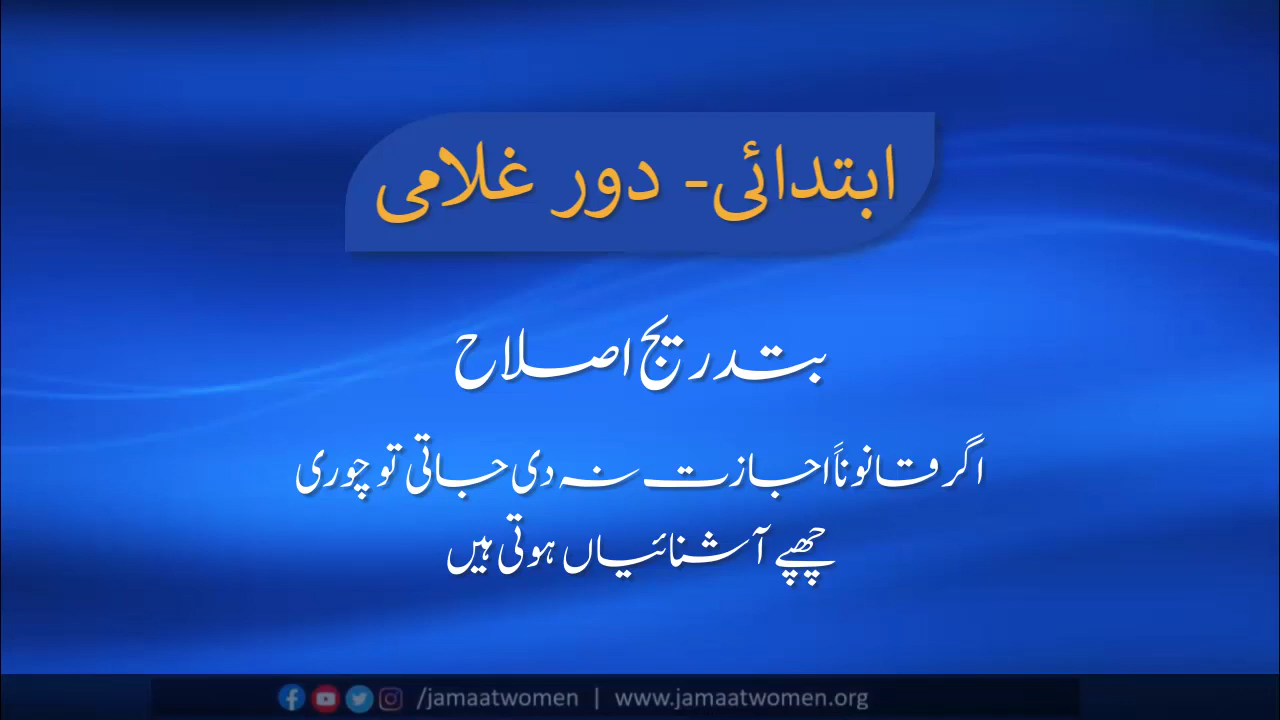 ابتدائی- دور غلامی
بتدریج اصلاح
اگر قانوناً اجازت نہ دی جاتی تو چوری
چھپے آشنائیاں ہوتی ہیں
/jamaatwomen | www.jamaatwomen.org